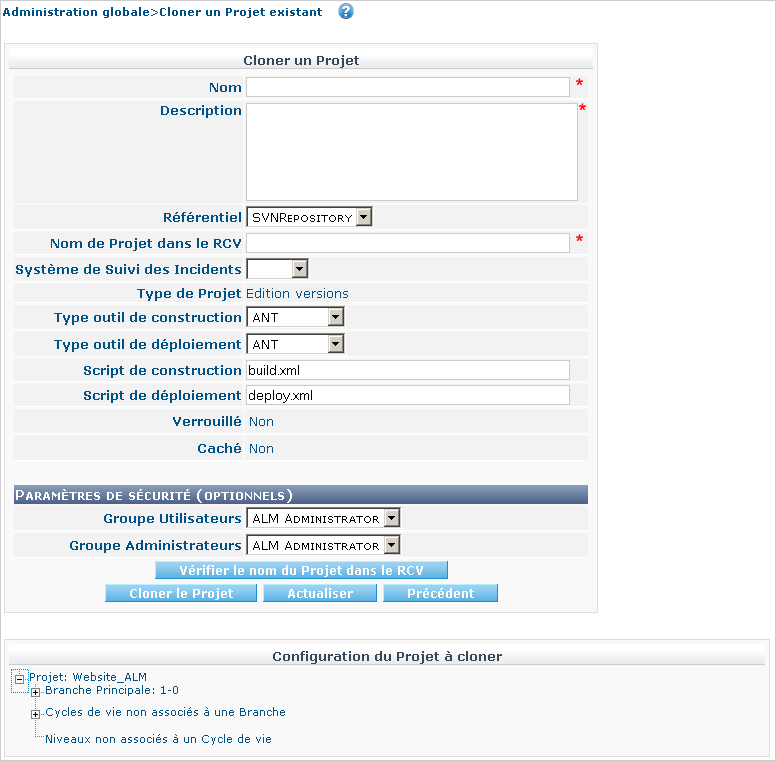 Administration globale>Cloner un Projet existant ?
Cloner un Projet
Nom *
Description *
Référentiel SVNRepository
Nom de Projet dans le RCV *
Système de Suivi des Incidents
Type de Projet Edition versions
Type outil de construction ANT
Type outil de déploiement ANT
Script de construction build.xml
Script de déploiement deploy.xml
Verrouillé Non
Caché Non
Paramètres de sécurité (optionnels)
Groupe Utilisateurs ALM Administrator
Groupe Administrateurs ALM Administrator
Vérifier le nom du Projet dans le RCV
Cloner le Projet Actualiser Précédent
Configuration du Projet à cloner
Projet: Website_ALM
Branche Principale: 1-0
Cycles de vie non associés à une Branche
Niveaux non associés à un Cycle de vie